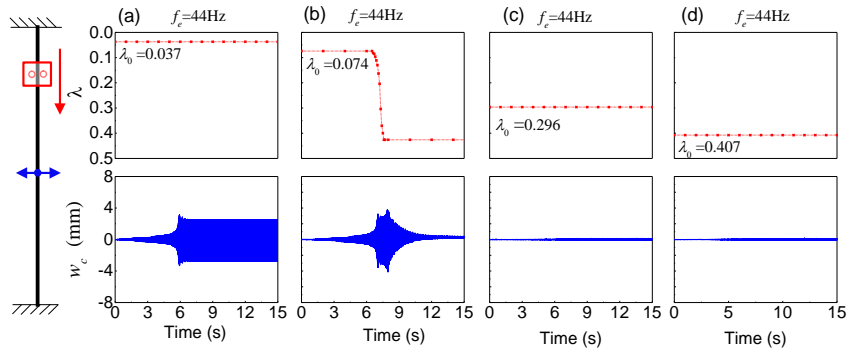 (a) f_e=44Hz
(b) f_e=44Hz
(c) f_e=44Hz
(d) f_e=44Hz
λ
0.0
0.1
0.2
0.3
0.4
0.5
λ_0=0.037
λ_0=0.074
λ_0=0.296
λ_0=0.407
w_c (mm)
8
4
0
-4
-8
0 3 6 9 12 15
0 3 6 9 12 15
0 3 6 9 12 15
0 5 10 15
Time (s)
Time (s)
Time (s)
Time (s)